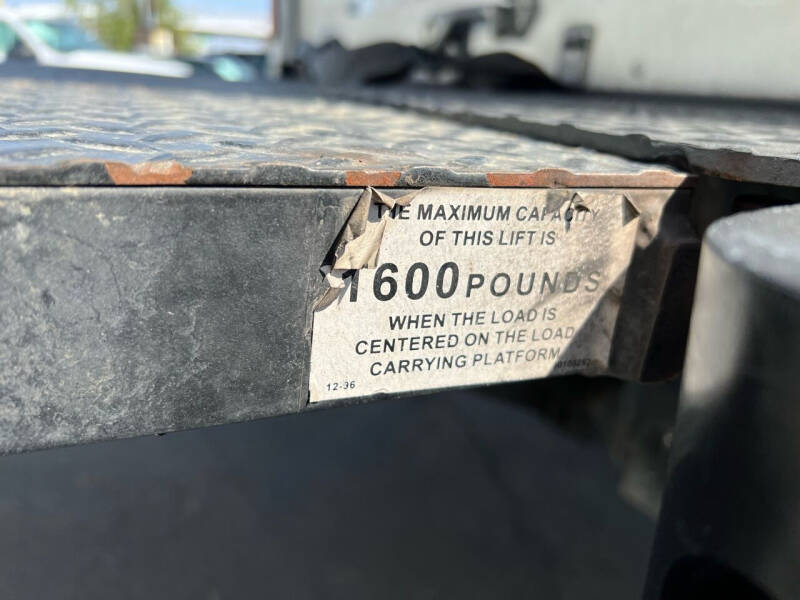 THE MAXIMUM CAPACITY
OF THIS LIFT IS
1600 POUNDS
WHEN THE LOAD IS
CENTERED ON THE LOAD
CARRYING PLATFORM
12-96